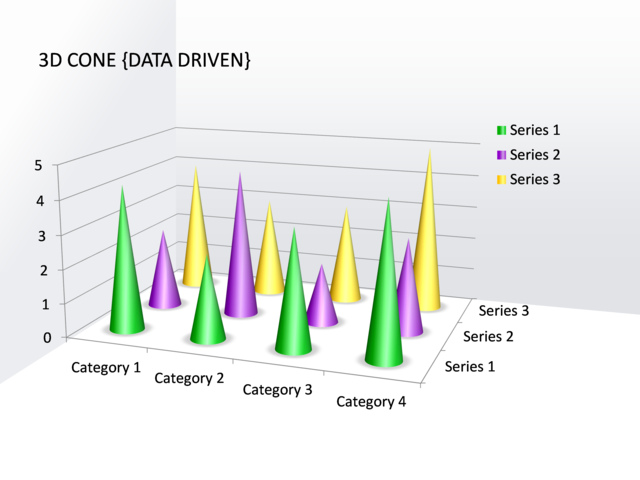 3D CONE {DATA DRIVEN}
Series 1
Series 2
Series 3
5
4
3
2
1
0
Category 1
Category 2
Category 3
Category 4
Series 3
Series 2
Series 1